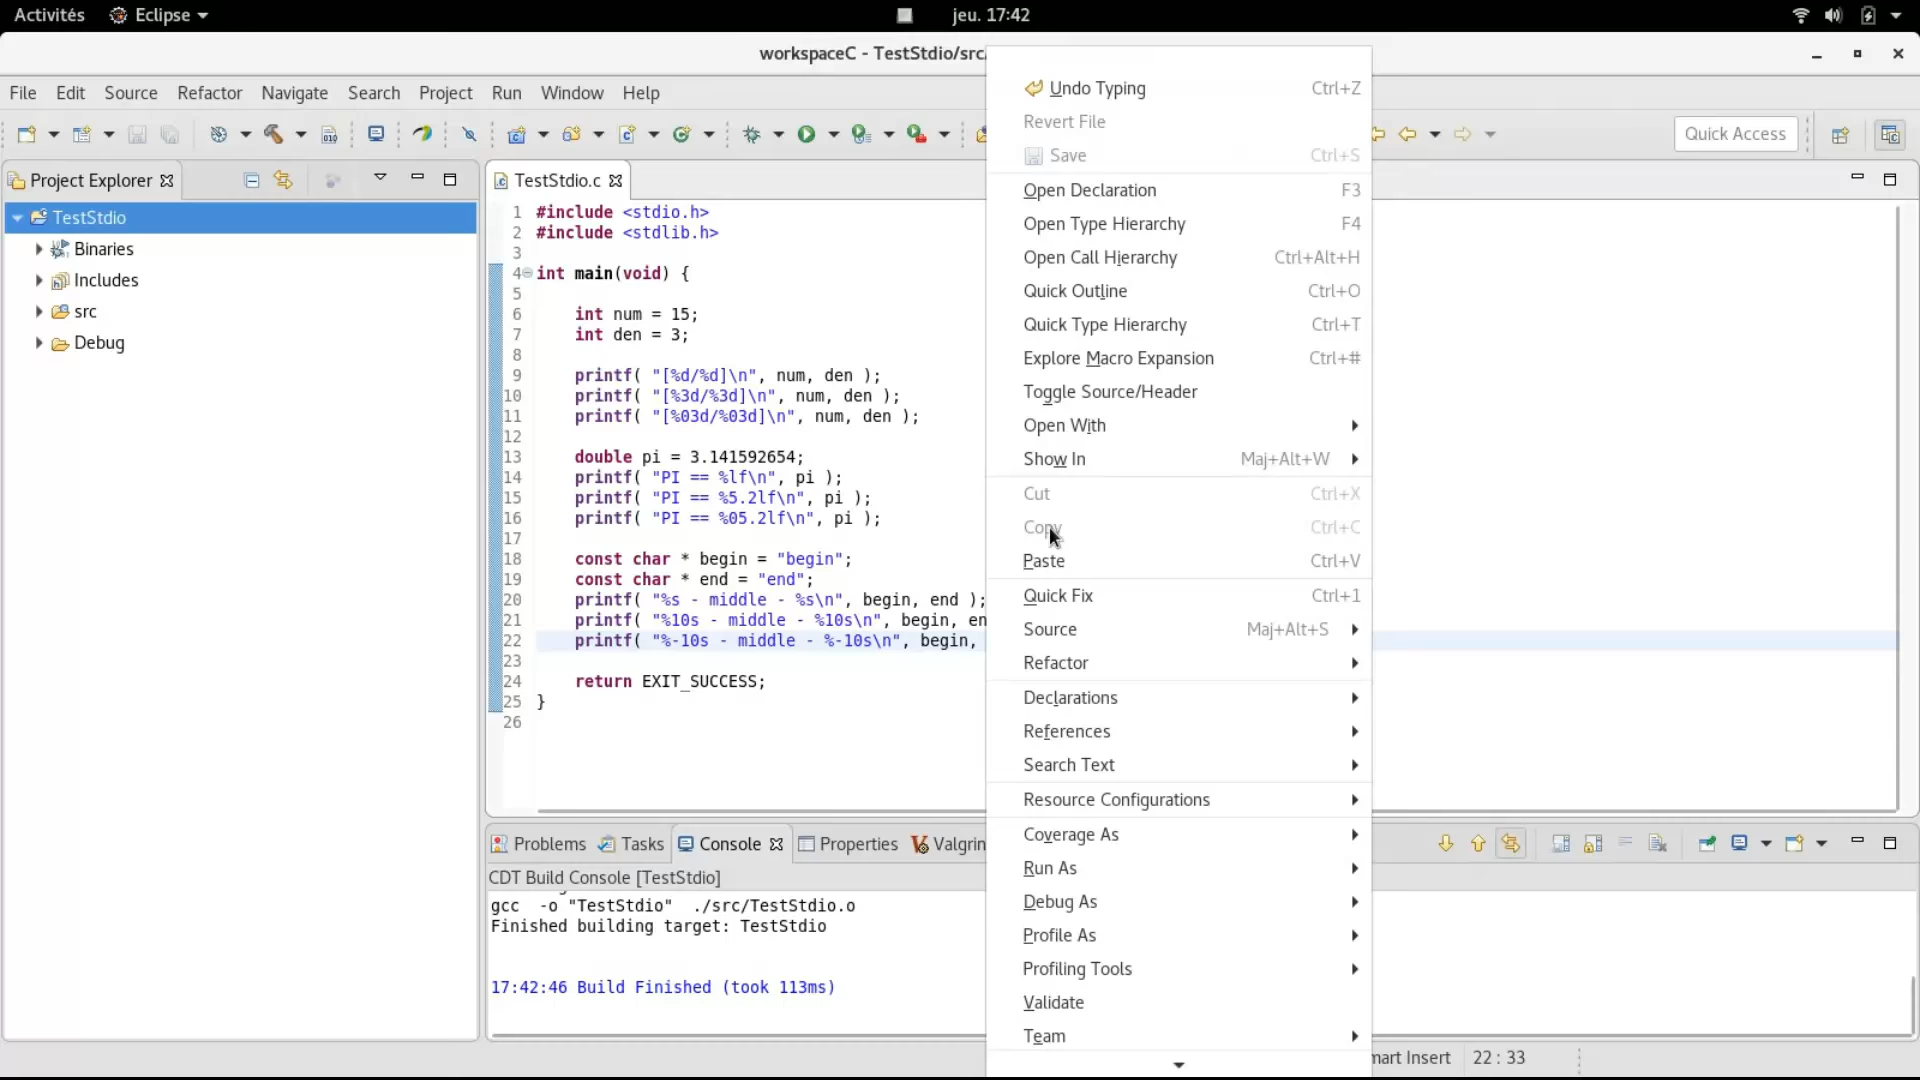 Activités Eclipse jeu. 17:42
workspaceC - TestStdio/src/
File Edit Source Refactor Navigate Search Project Run Window Help
Quick Access
Project Explorer
TestStdio
Binaries
Includes
src
Debug
TestStdio.c
1 #include <stdio.h>
2 #include <stdlib.h>
3
4 int main(void) {
5
6 int num = 15;
7 int den = 3;
8
9 printf( "[%d/%d]\n", num, den );
10 printf( "[%3d/%3d]\n", num, den );
11 printf( "[%03d/%03d]\n", num, den );
12
13 double pi = 3.141592654;
14 printf( "PI == %lf\n", pi );
15 printf( "PI == %5.2lf\n", pi );
16 printf( "PI == %05.2lf\n", pi );
17
18 const char * begin = "begin";
19 const char * end = "end";
20 printf( "%s - middle - %s\n", begin, end );
21 printf( "%10s - middle - %10s\n", begin, en
22 printf( "%-10s - middle - %-10s\n", begin,
23
24 return EXIT_SUCCESS;
25 }
26
Undo Typing Ctrl+Z
Revert File
Save Ctrl+S
Open Declaration F3
Open Type Hierarchy F4
Open Call Hierarchy Ctrl+Alt+H
Quick Outline Ctrl+O
Quick Type Hierarchy Ctrl+T
Explore Macro Expansion Ctrl+#
Toggle Source/Header
Open With
Show In Maj+Alt+W
Cut Ctrl+X
Copy Ctrl+C
Paste Ctrl+V
Quick Fix Ctrl+1
Source Maj+Alt+S
Refactor
Declarations
References
Search Text
Resource Configurations
Coverage As
Run As
Debug As
Profile As
Profiling Tools
Validate
Team
Problems Tasks Console Properties Valgrin
CDT Build Console [TestStdio]
gcc -o "TestStdio" ./src/TestStdio.o
Finished building target: TestStdio
17:42:46 Build Finished (took 113ms)
mart Insert 22 : 33